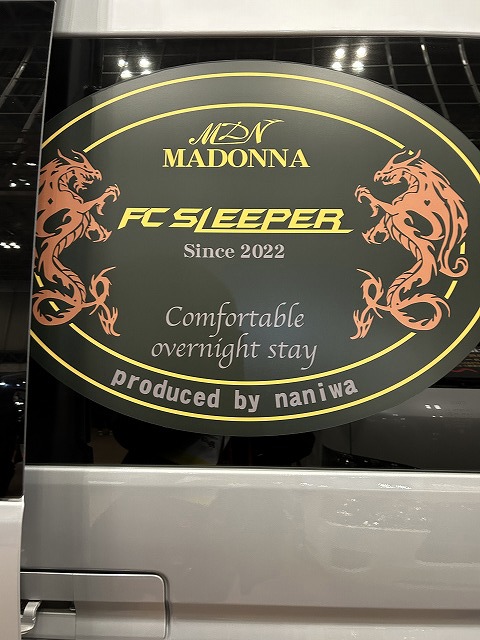 MDN
MADONNA
FC SLEEPER
Since 2022
Comfortable
overnight stay
produced by naniwa